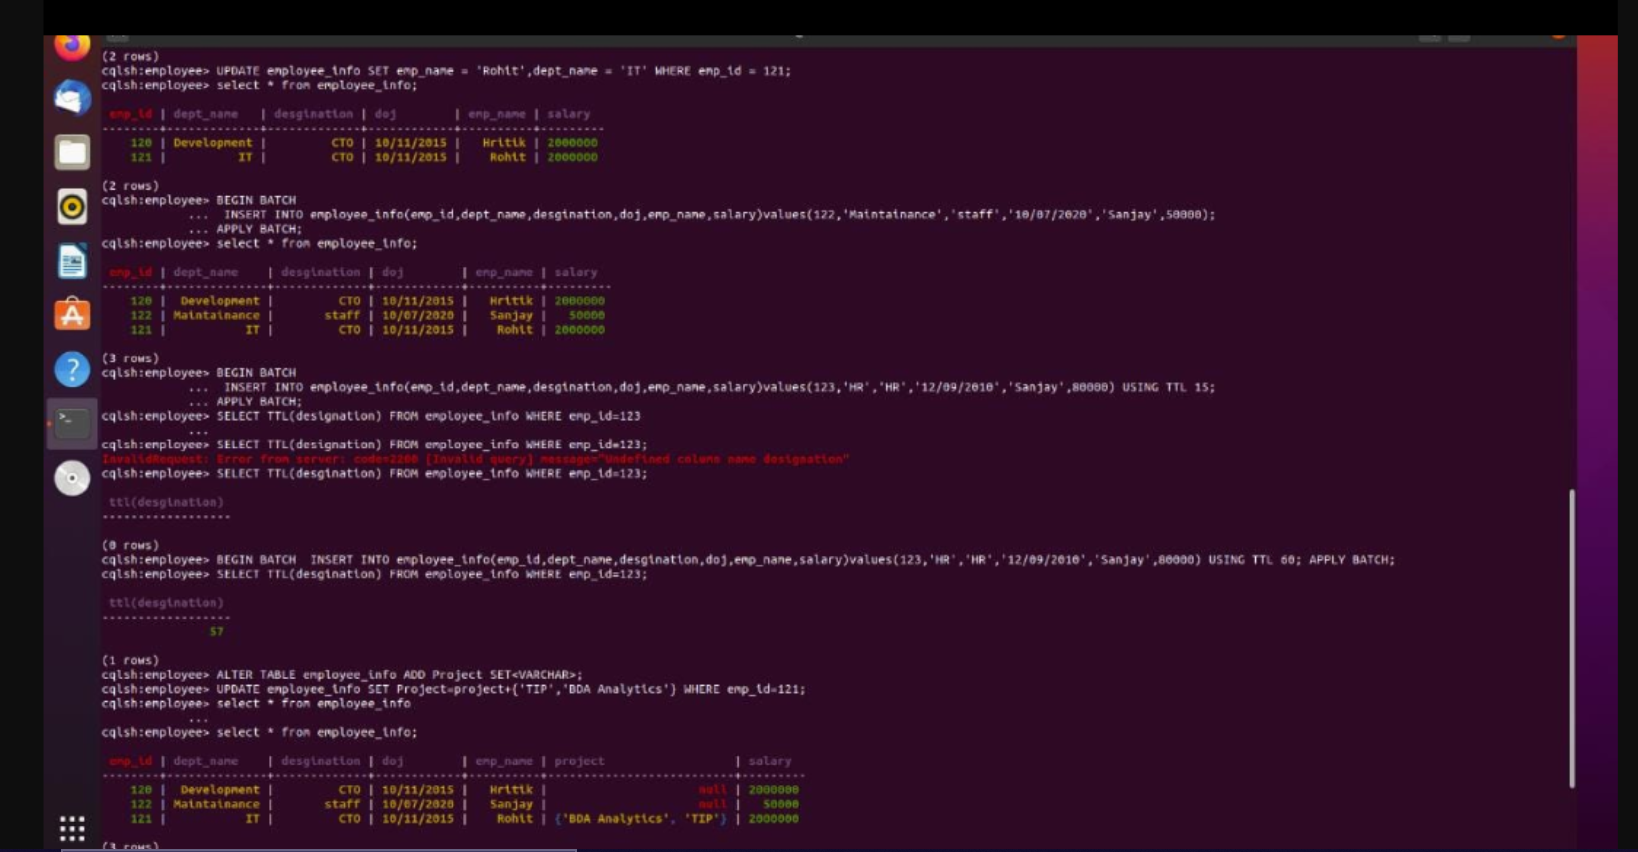 (2 rows)
cqlsh:employee> UPDATE employee_info SET emp_name = 'Rohit',dept_name = 'IT' WHERE emp_id = 121;
cqlsh:employee> select * from employee_info;
emp_id | dept_name | desgination | doj | emp_name | salary
--------+-------------+-------------+------------+----------+---------
120 | Development | CTO | 10/11/2015 | Hritik | 2000000
121 | IT | CTO | 10/11/2015 | Rohit | 2000000
(2 rows)
cqlsh:employee> BEGIN BATCH
... INSERT INTO employee_info(emp_id,dept_name,desgination,doj,emp_name,salary)values(122,'Maintainance','staff','10/07/2020','Sanjay',50000);
... APPLY BATCH;
cqlsh:employee> select * from employee_info;
emp_id | dept_name | desgination | doj | emp_name | salary
--------+--------------+-------------+------------+----------+---------
120 | Development | CTO | 10/11/2015 | Hritik | 2000000
122 | Maintainance | staff | 10/07/2020 | Sanjay | 50000
121 | IT | CTO | 10/11/2015 | Rohit | 2000000
(3 rows)
cqlsh:employee> BEGIN BATCH
... INSERT INTO employee_info(emp_id,dept_name,desgination,doj,emp_name,salary)values(123,'HR','HR','12/09/2010','Sanjay',80000) USING TTL 15;
... APPLY BATCH;
cqlsh:employee> SELECT TTL(designation) FROM employee_info WHERE emp_id=123
...
cqlsh:employee> SELECT TTL(designation) FROM employee_info WHERE emp_id=123;
InvalidRequest: Error from server: code=2200 [Invalid query] message="Undefined column name designation"
cqlsh:employee> SELECT TTL(desgination) FROM employee_info WHERE emp_id=123;
ttl(desgination)
------------------
(0 rows)
cqlsh:employee> BEGIN BATCH INSERT INTO employee_info(emp_id,dept_name,desgination,doj,emp_name,salary)values(123,'HR','HR','12/09/2010','Sanjay',80000) USING TTL 60; APPLY BATCH;
cqlsh:employee> SELECT TTL(desgination) FROM employee_info WHERE emp_id=123;
ttl(desgination)
------------------
57
(1 rows)
cqlsh:employee> ALTER TABLE employee_info ADD Project SET<VARCHAR>;
cqlsh:employee> UPDATE employee_info SET Project=project+{'TIP','BDA Analytics'} WHERE emp_id=121;
cqlsh:employee> select * from employee_info
...
cqlsh:employee> select * from employee_info;
emp_id | dept_name | desgination | doj | emp_name | project | salary
--------+--------------+-------------+------------+----------+--------------------------+---------
120 | Development | CTO | 10/11/2015 | Hritik | null | 2000000
122 | Maintainance | staff | 10/07/2020 | Sanjay | null | 50000
121 | IT | CTO | 10/11/2015 | Rohit | {'BDA Analytics', 'TIP'} | 2000000
(3 rows)